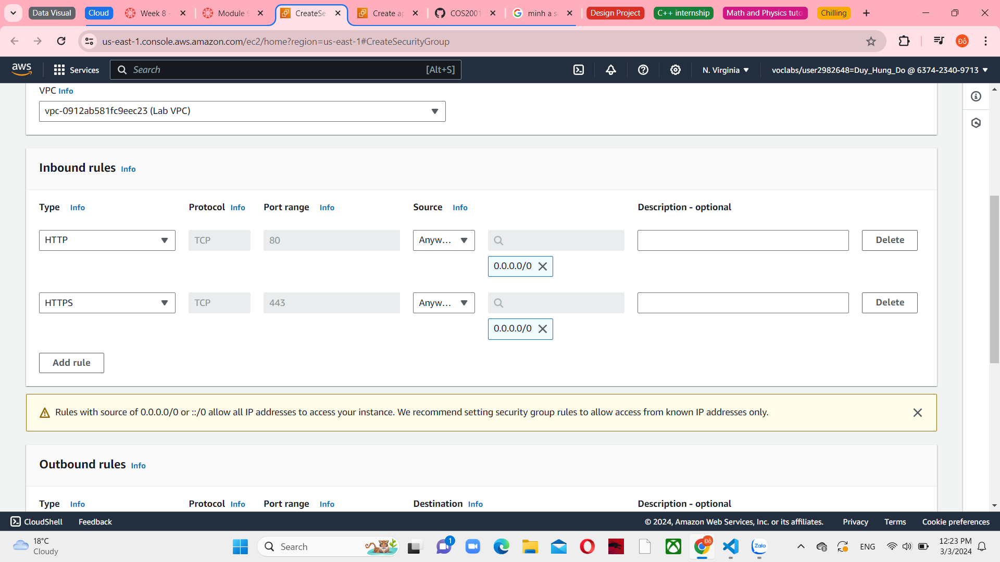 Data Visual
Cloud
Week 8 -
Module 9
CreateSe
Create ap
COS2001
minh a sa
Design Project
C++ internship
Math and Physics tuto
Chilling
us-east-1.console.aws.amazon.com/ec2/home?region=us-east-1#CreateSecurityGroup
Đỗ
aws
Services
Search
[Alt+S]
N. Virginia
voclabs/user2982648=Duy_Hung_Do @ 6374-2340-9713
VPC Info
vpc-0912ab581fc9eec23 (Lab VPC)
Inbound rules Info
Type Info Protocol Info Port range Info Source Info Description - optional
HTTP TCP 80 Anyw... Delete
0.0.0.0/0
HTTPS TCP 443 Anyw... Delete
0.0.0.0/0
Add rule
Rules with source of 0.0.0.0/0 or ::/0 allow all IP addresses to access your instance. We recommend setting security group rules to allow access from known IP addresses only.
Outbound rules Info
Type Info Protocol Info Port range Info Destination Info Description - optional
CloudShell Feedback © 2024, Amazon Web Services, Inc. or its affiliates. Privacy Terms Cookie preferences
18°C
Cloudy
Search
1
Đỗ
Zalo
ENG
12:23 PM
3/3/2024